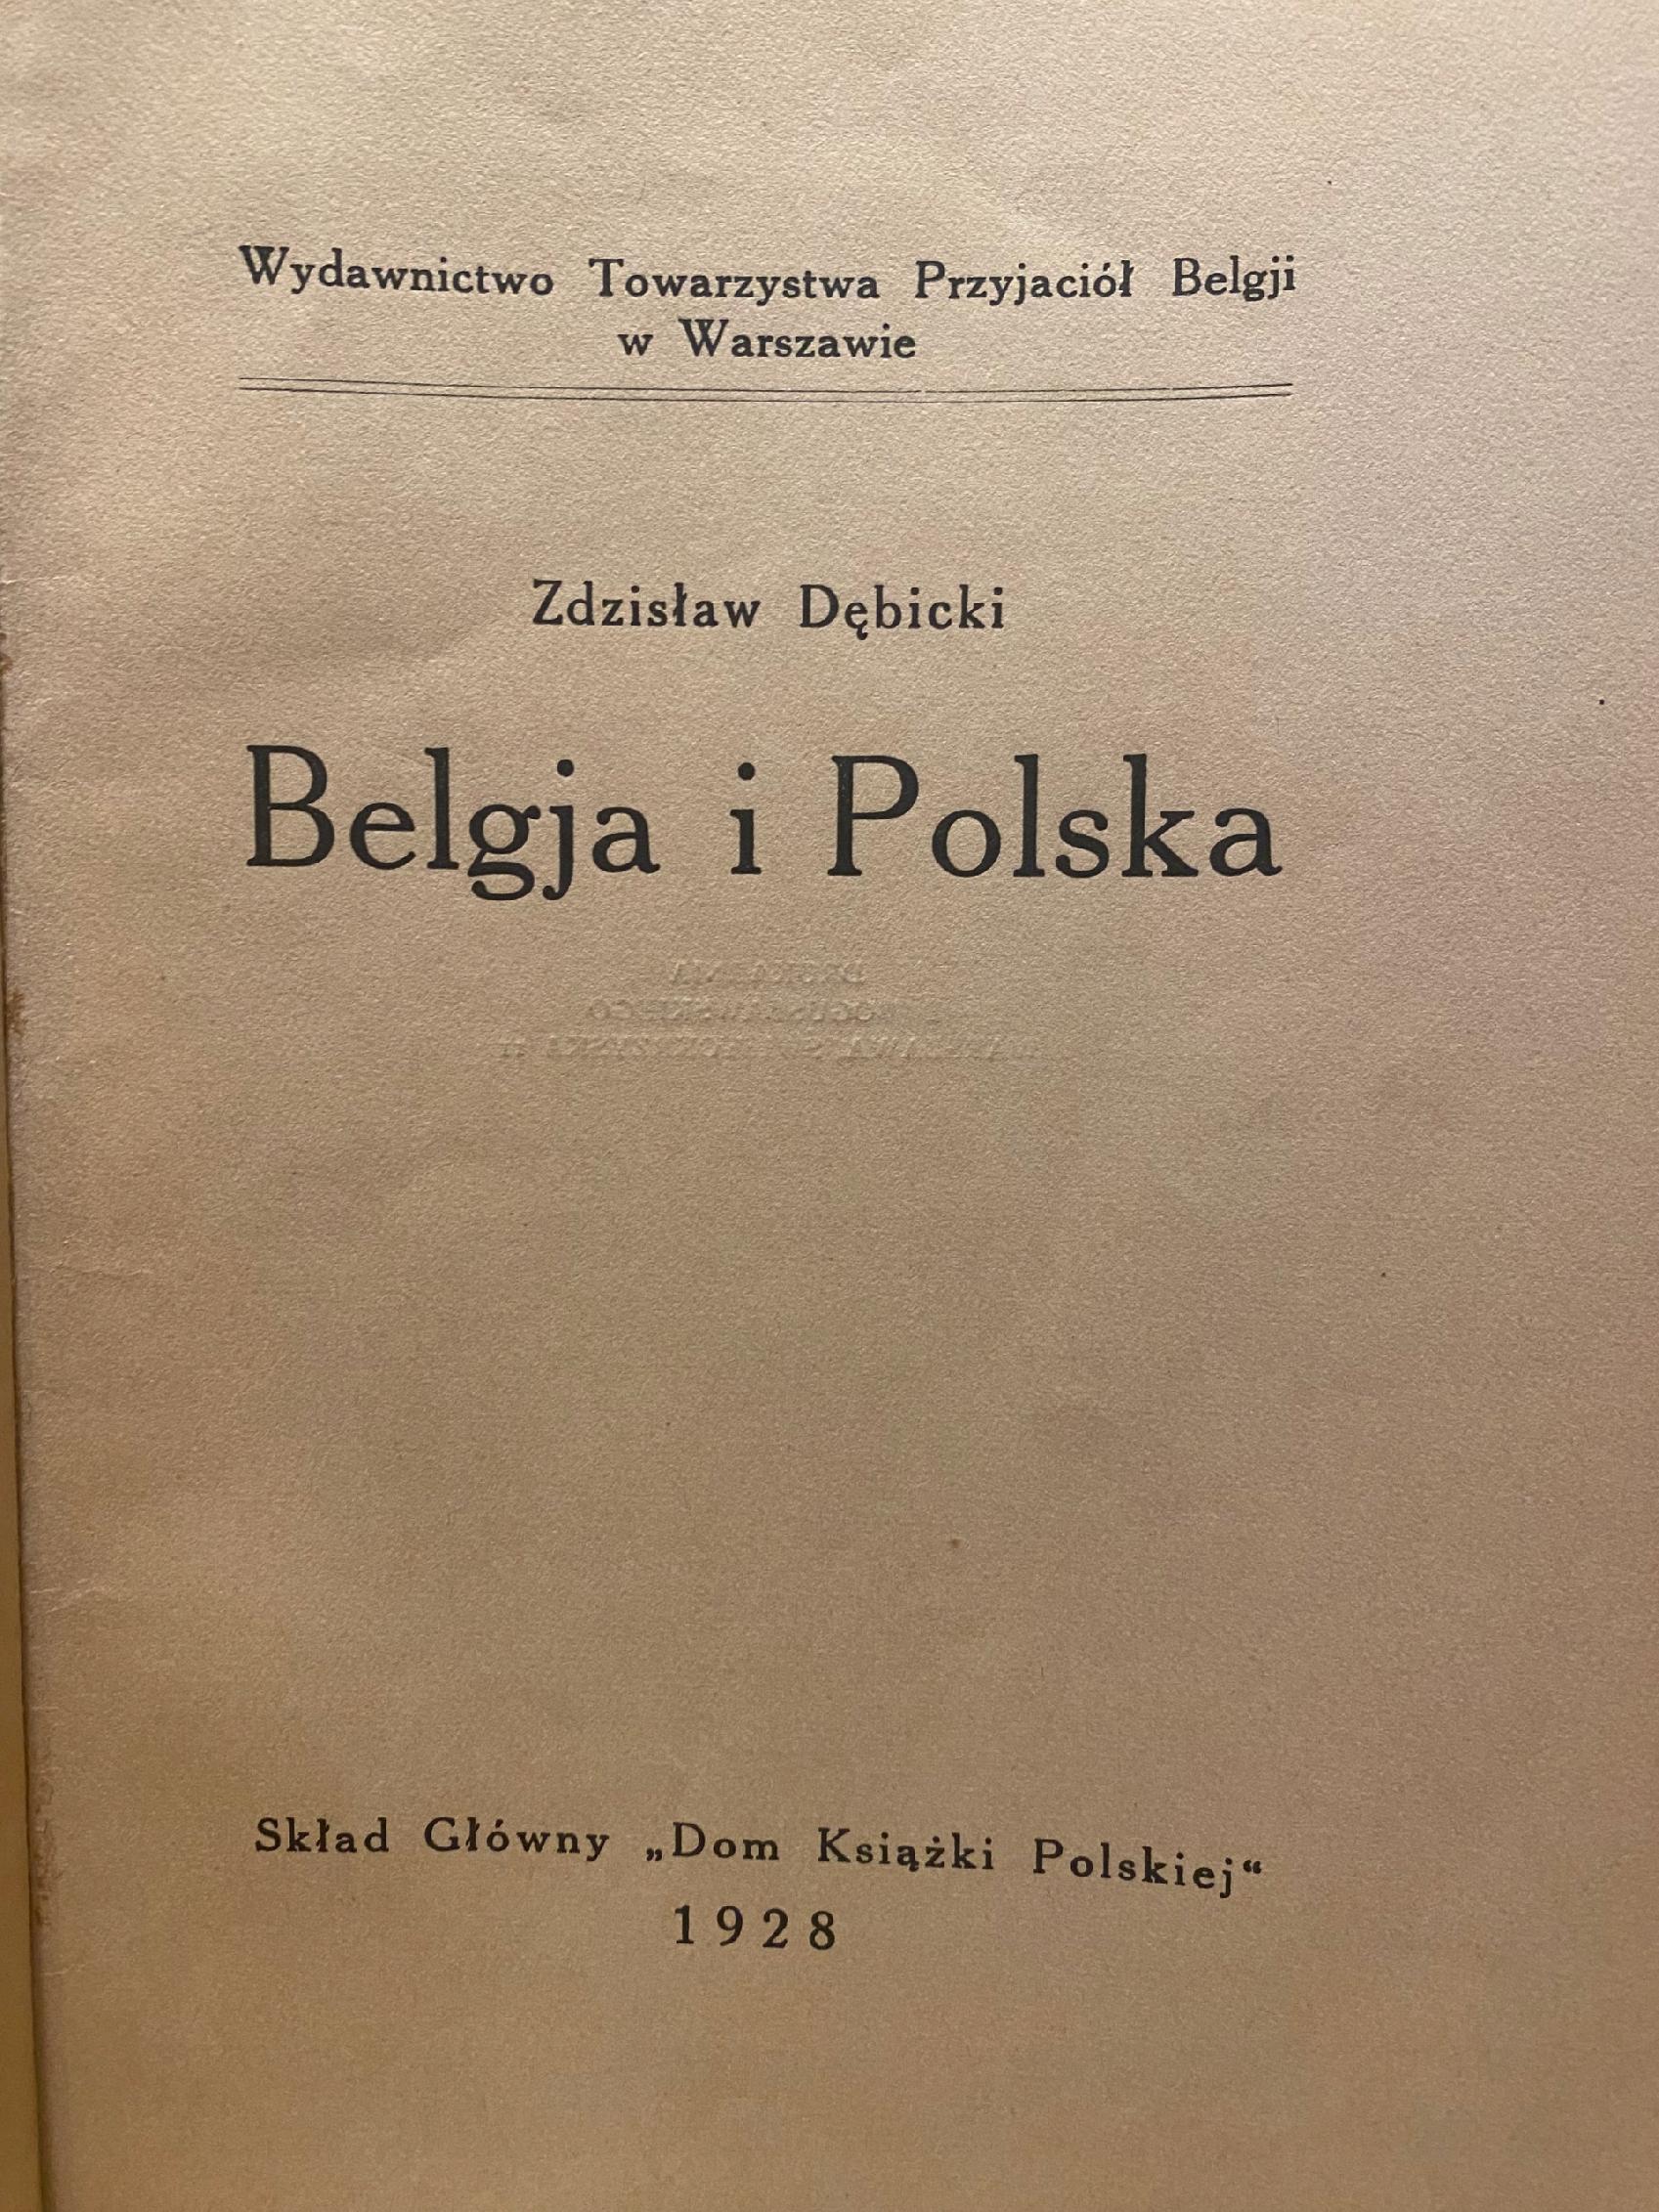 Wydawnictwo Towarzystwa Przyjaciół Belgji
w Warszawie
Zdzisław Dębicki
Belgja i Polska
Skład Główny „Dom Książki Polskiej“
1928